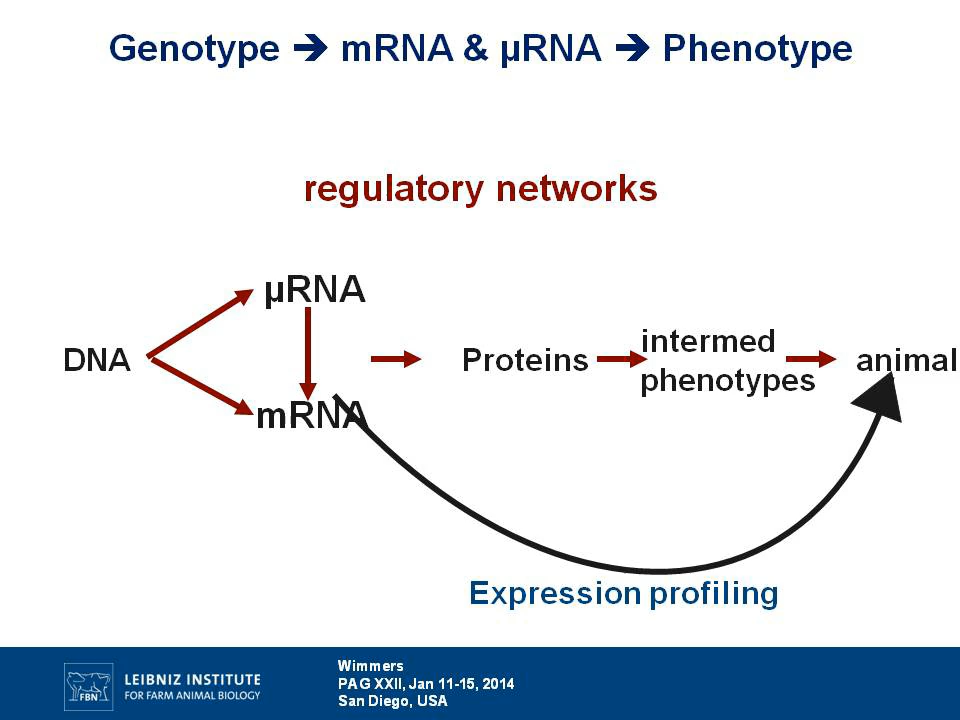 Genotype ➔ mRNA & µRNA ➔ Phenotype
regulatory networks
µRNA
DNA
mRNA
Proteins
intermed
phenotypes
animal
Expression profiling
FBN
LEIBNIZ INSTITUTE
FOR FARM ANIMAL BIOLOGY
Wimmers
PAG XXII, Jan 11-15, 2014
San Diego, USA